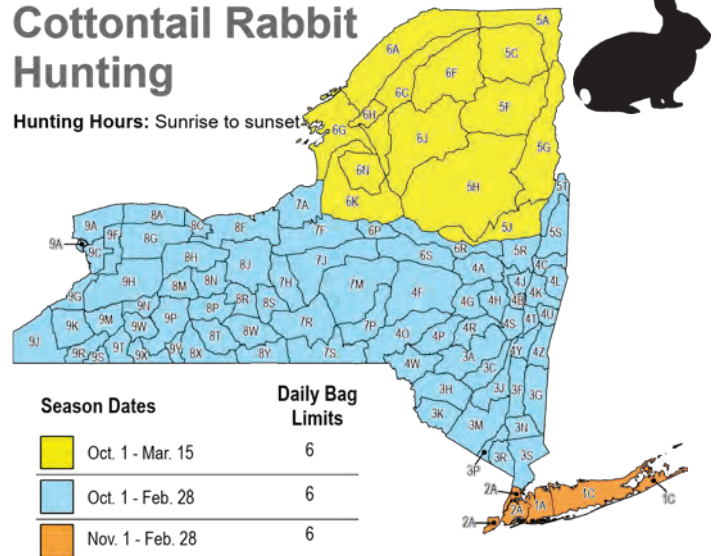 Cottontail Rabbit
Hunting
Hunting Hours: Sunrise to sunset
5A
6A
5C
6F
6C
5F
6H
6G
6J
5G
6N
5H
6K
5J
5T
7A
9A
8A
8C
8F
7F
6P
5S
9F
8G
6R
5R
9A
9C
6S
8H
7J
4A
4C
8J
9H
8M
8N
7H
7M
4F
4J
4L
4K
9G
8R
8S
4G
4H
4B
9N
8P
9K
9M
9P
7R
7P
4R
4S
4T
4U
9W
8T
8W
4O
4P
9J
9R
9S
9T
9X
9Y
8X
8Y
7S
4W
3A
3C
4Y
4Z
3H
3J
3F
3G
3K
3M
3N
3P
3R
3S
2A
2A
2A
1A
1C
1C
Season Dates
Daily Bag
Limits
Oct. 1 - Mar. 15 6
Oct. 1 - Feb. 28 6
Nov. 1 - Feb. 28 6